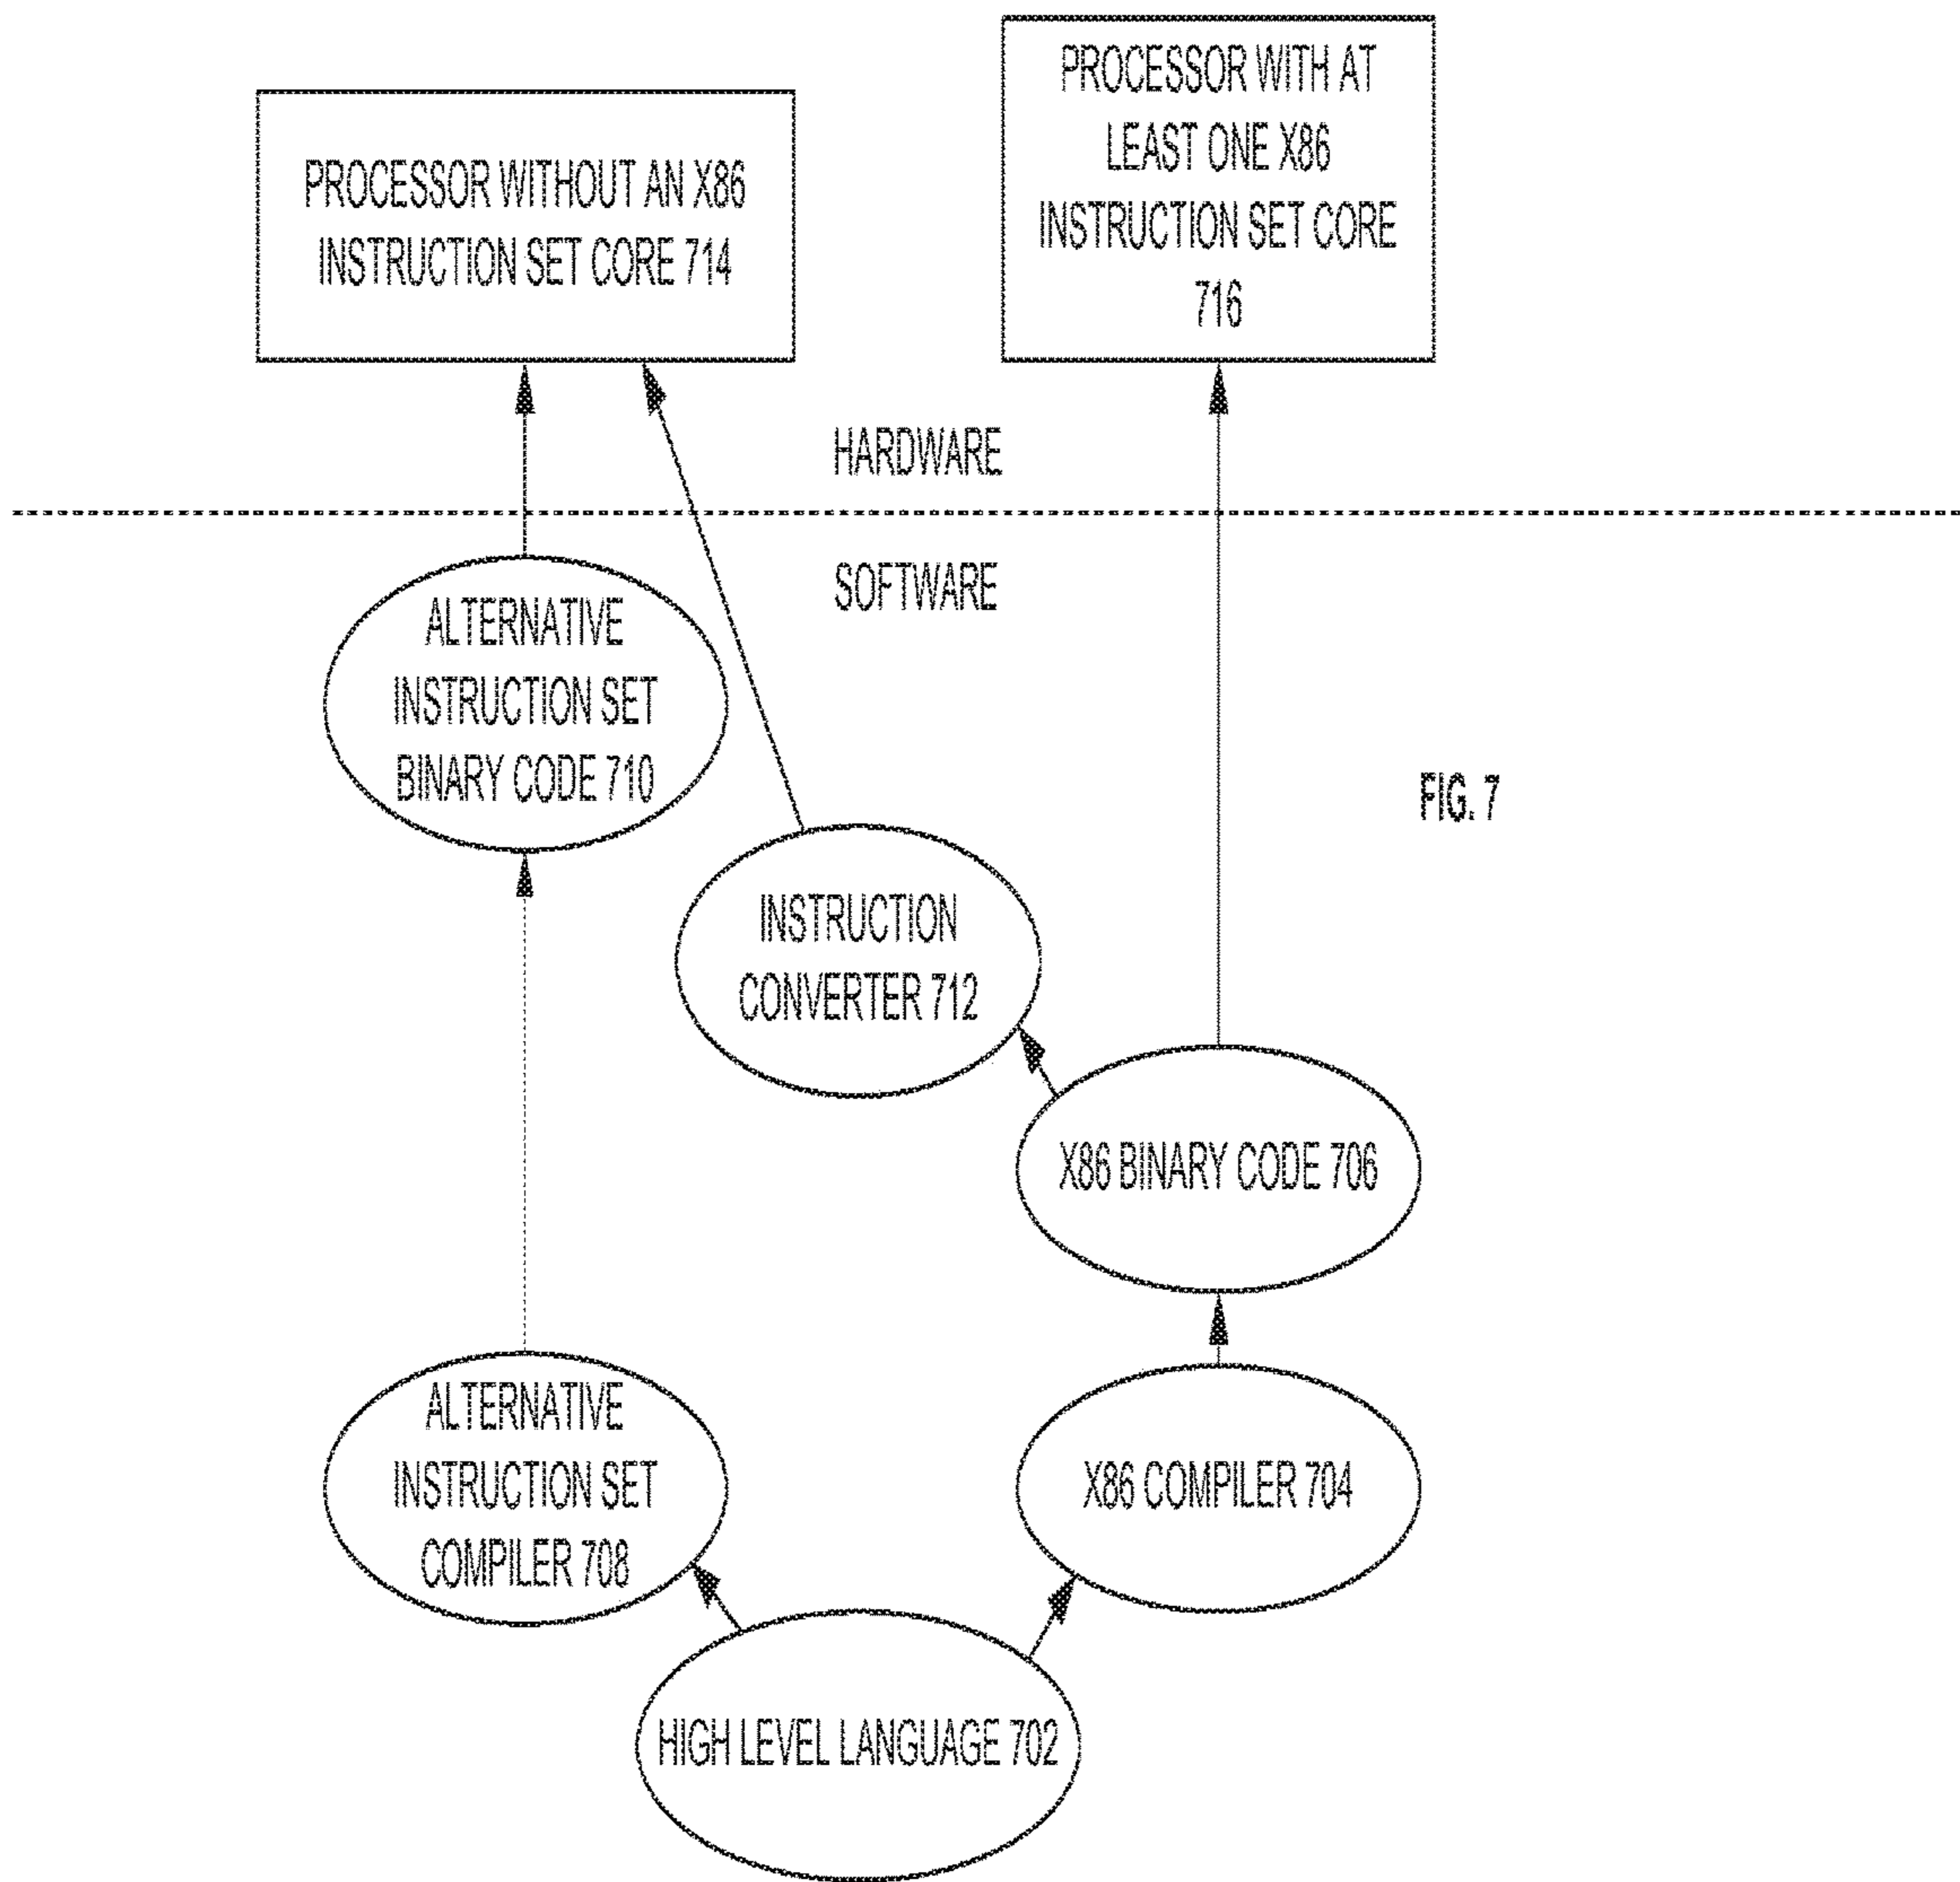 PROCESSOR WITH AT
LEAST ONE X86
INSTRUCTION SET CORE
716
PROCESSOR WITHOUT AN X86
INSTRUCTION SET CORE 714
HARDWARE
SOFTWARE
ALTERNATIVE
INSTRUCTION SET
BINARY CODE 710
FIG. 7
INSTRUCTION
CONVERTER 712
X86 BINARY CODE 706
ALTERNATIVE
INSTRUCTION SET
COMPILER 708
X86 COMPILER 704
HIGH LEVEL LANGUAGE 702